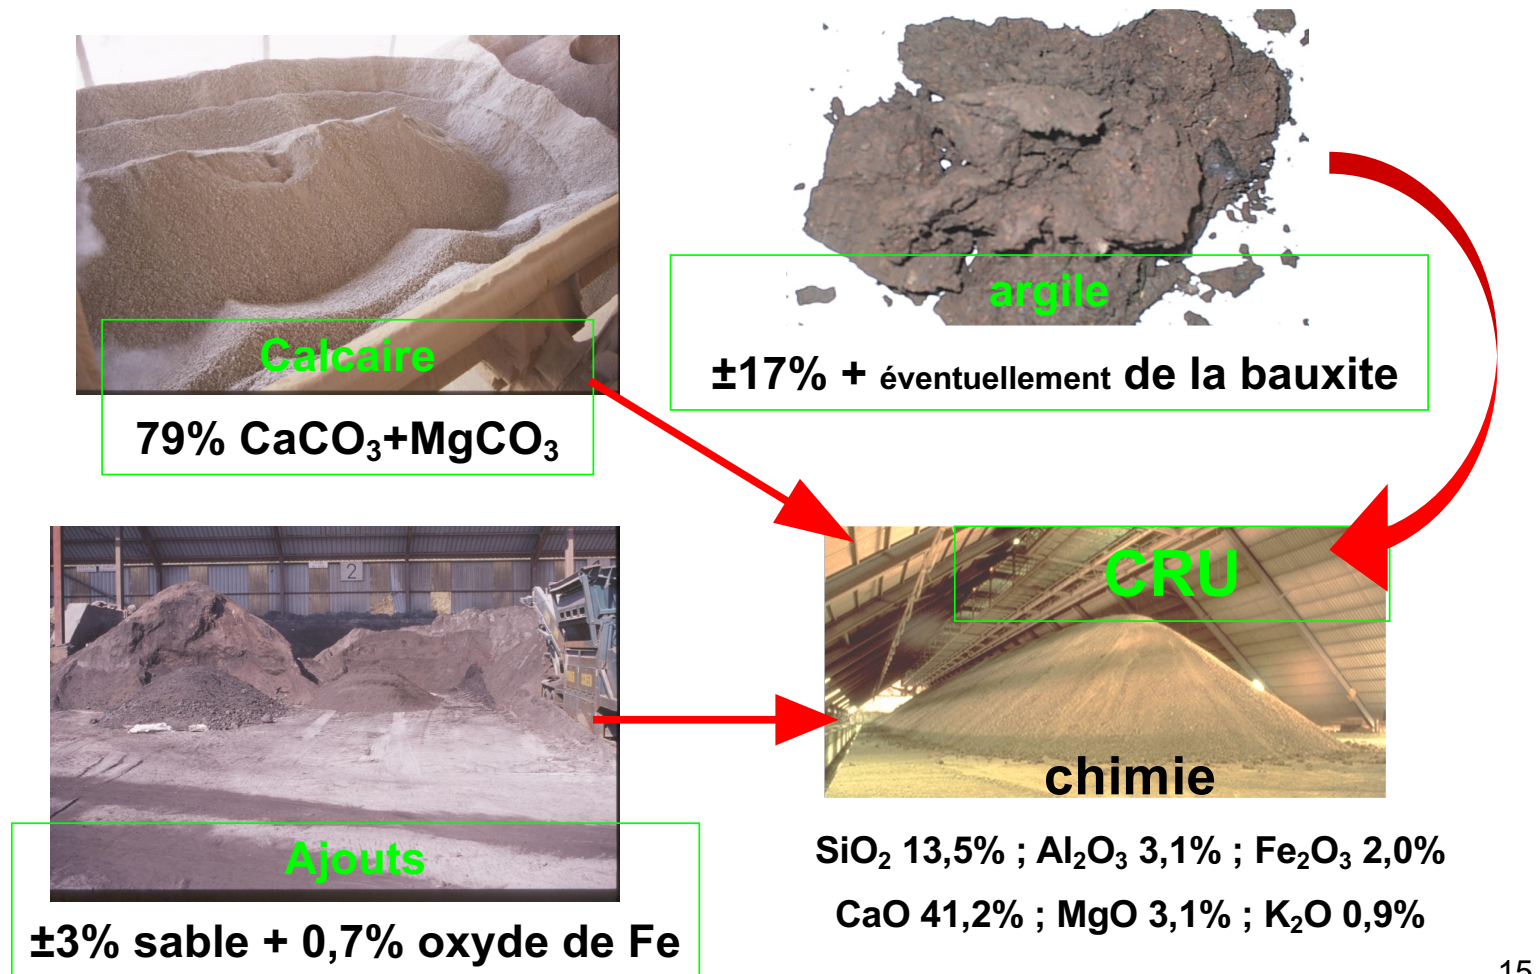 Calcaire
79% CaCO₃+MgCO₃
argile
±17% + éventuellement de la bauxite
2
Ajouts
±3% sable + 0,7% oxyde de Fe
CRU
chimie
SiO₂ 13,5% ; Al₂O₃ 3,1% ; Fe₂O₃ 2,0%
CaO 41,2% ; MgO 3,1% ; K₂O 0,9%
15